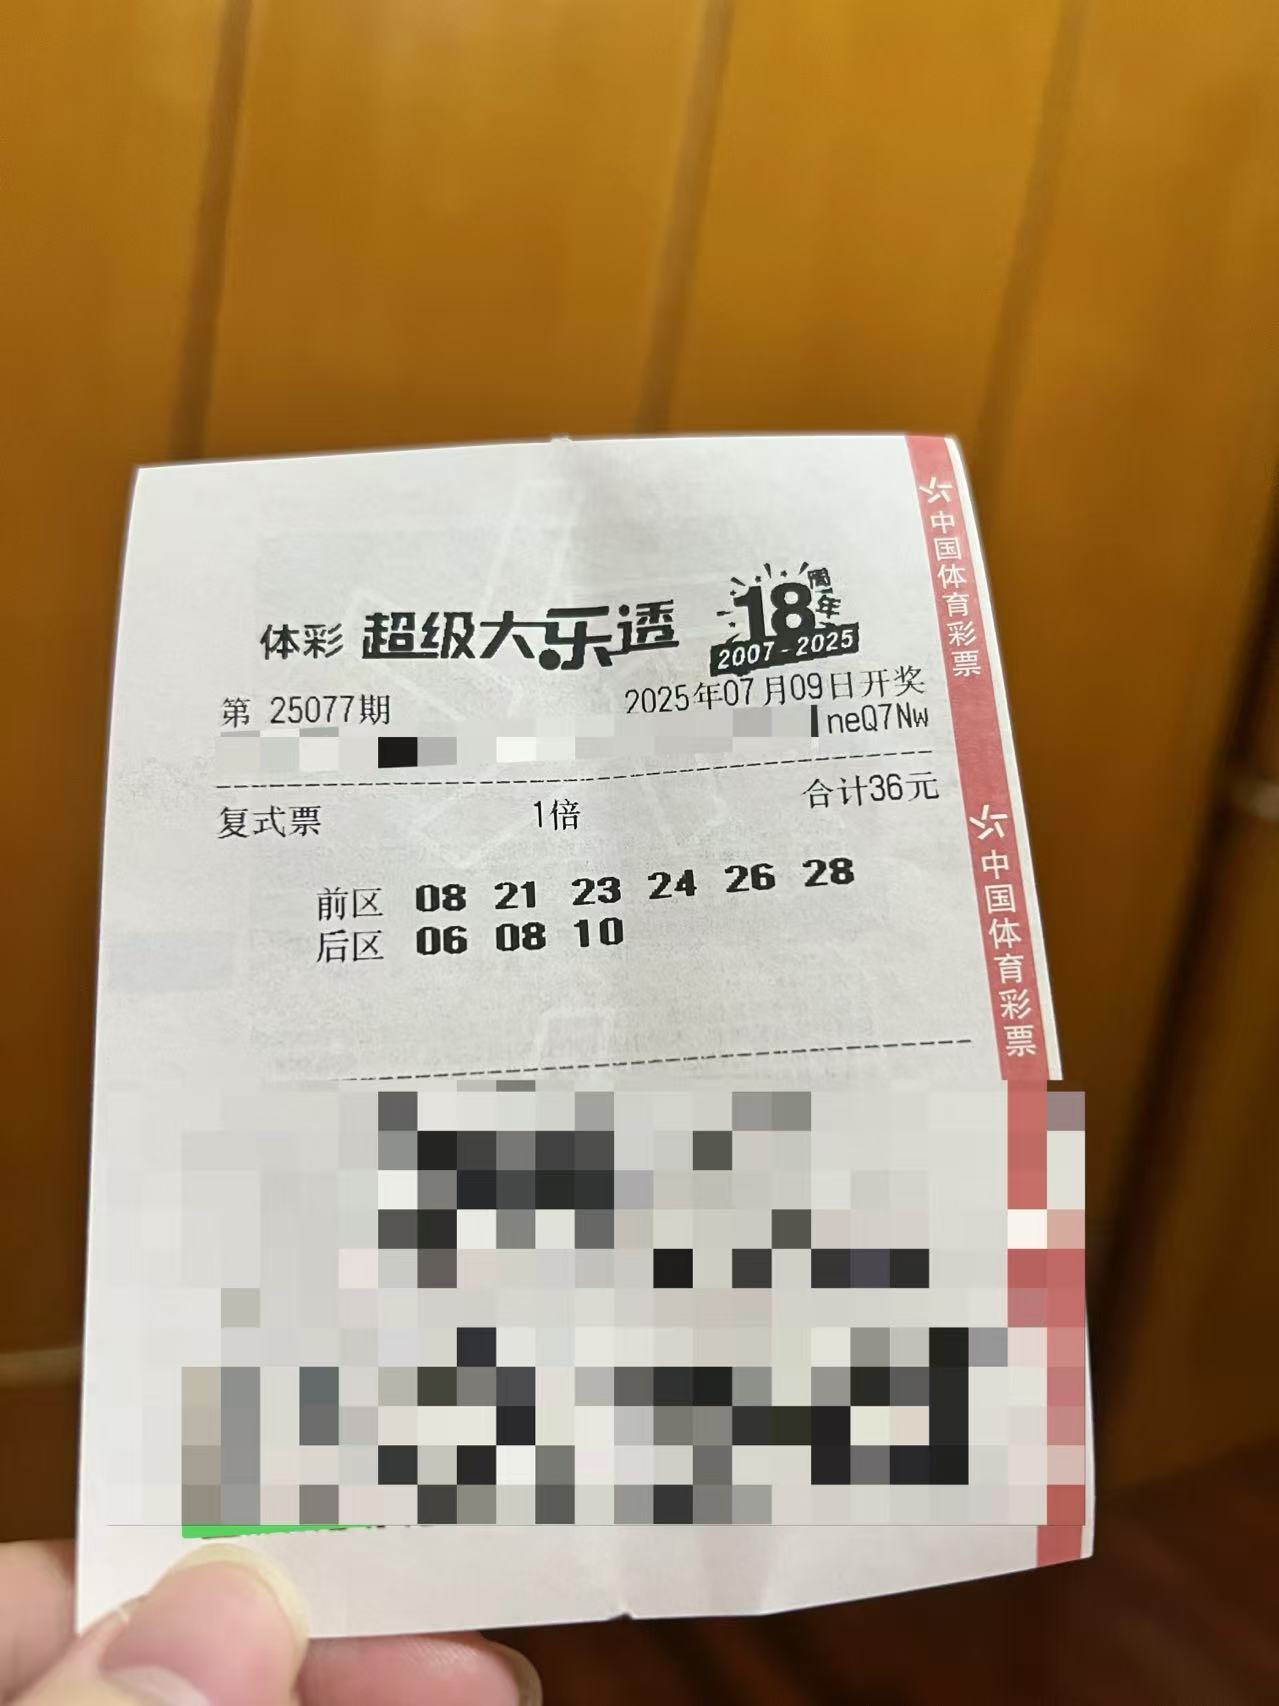 体彩 超级大乐透 18周年
2007-2025
第 25077期 2025年07月09日开奖
neQ7Nw
复式票 1倍 合计36元
前区 08 21 23 24 26 28
后区 06 08 10
中国体育彩票
中国体育彩票